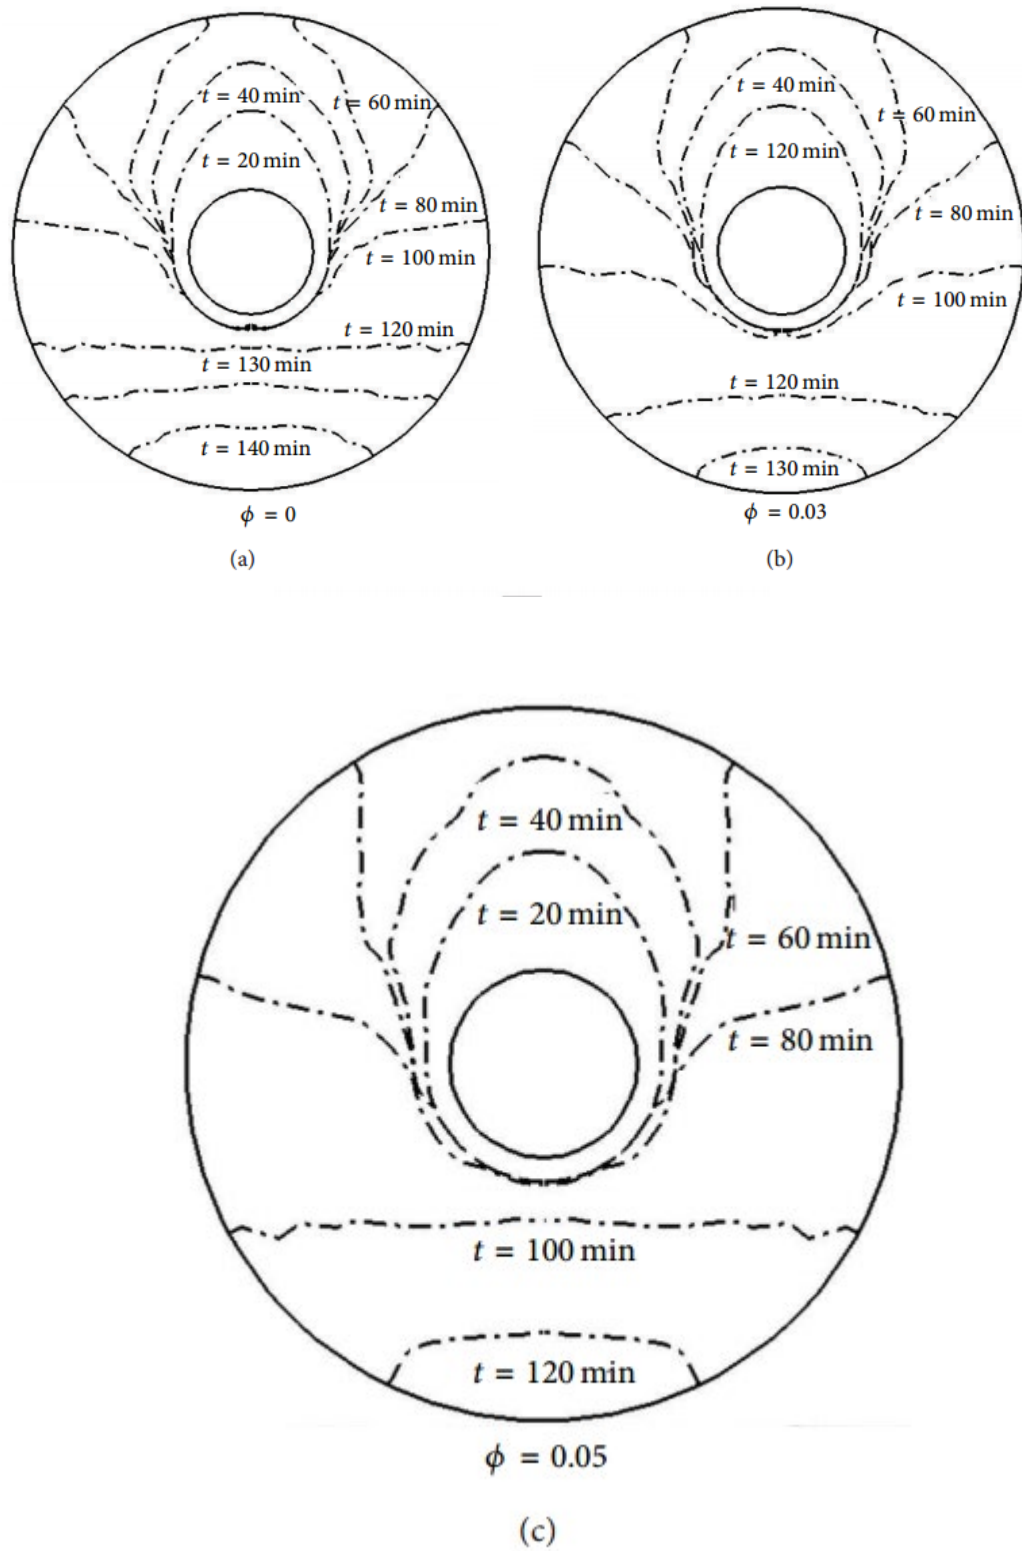 t = 40 min
t = 60 min
t = 20 min
t = 80 min
t = 100 min
t = 120 min
t = 130 min
t = 140 min
ϕ = 0
(a)
t = 40 min
t = 60 min
t = 120 min
t = 80 min
t = 100 min
t = 120 min
t = 130 min
ϕ = 0.03
(b)
t = 40 min
t = 20 min
t = 60 min
t = 80 min
t = 100 min
t = 120 min
ϕ = 0.05
(c)